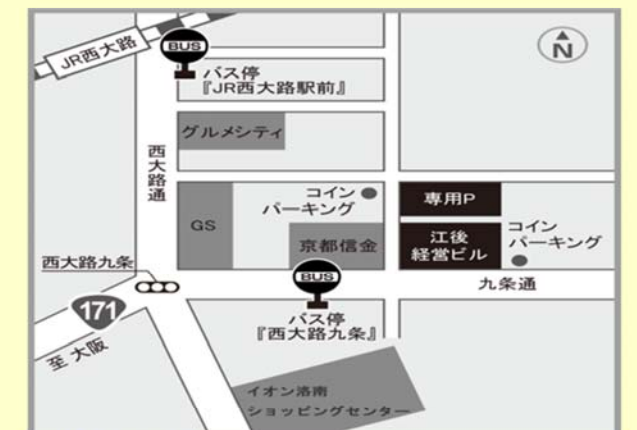 JR西大路
BUS
N
バス停
『JR西大路駅前』
グルメシティ
西大路通
コイン
パーキング
専用P
GS
京都信金
江後
経営ビル
コイン
パーキング
西大路九条
BUS
九条通
171
バス停
『西大路九条』
至 大阪
イオン洛南
ショッピングセンター